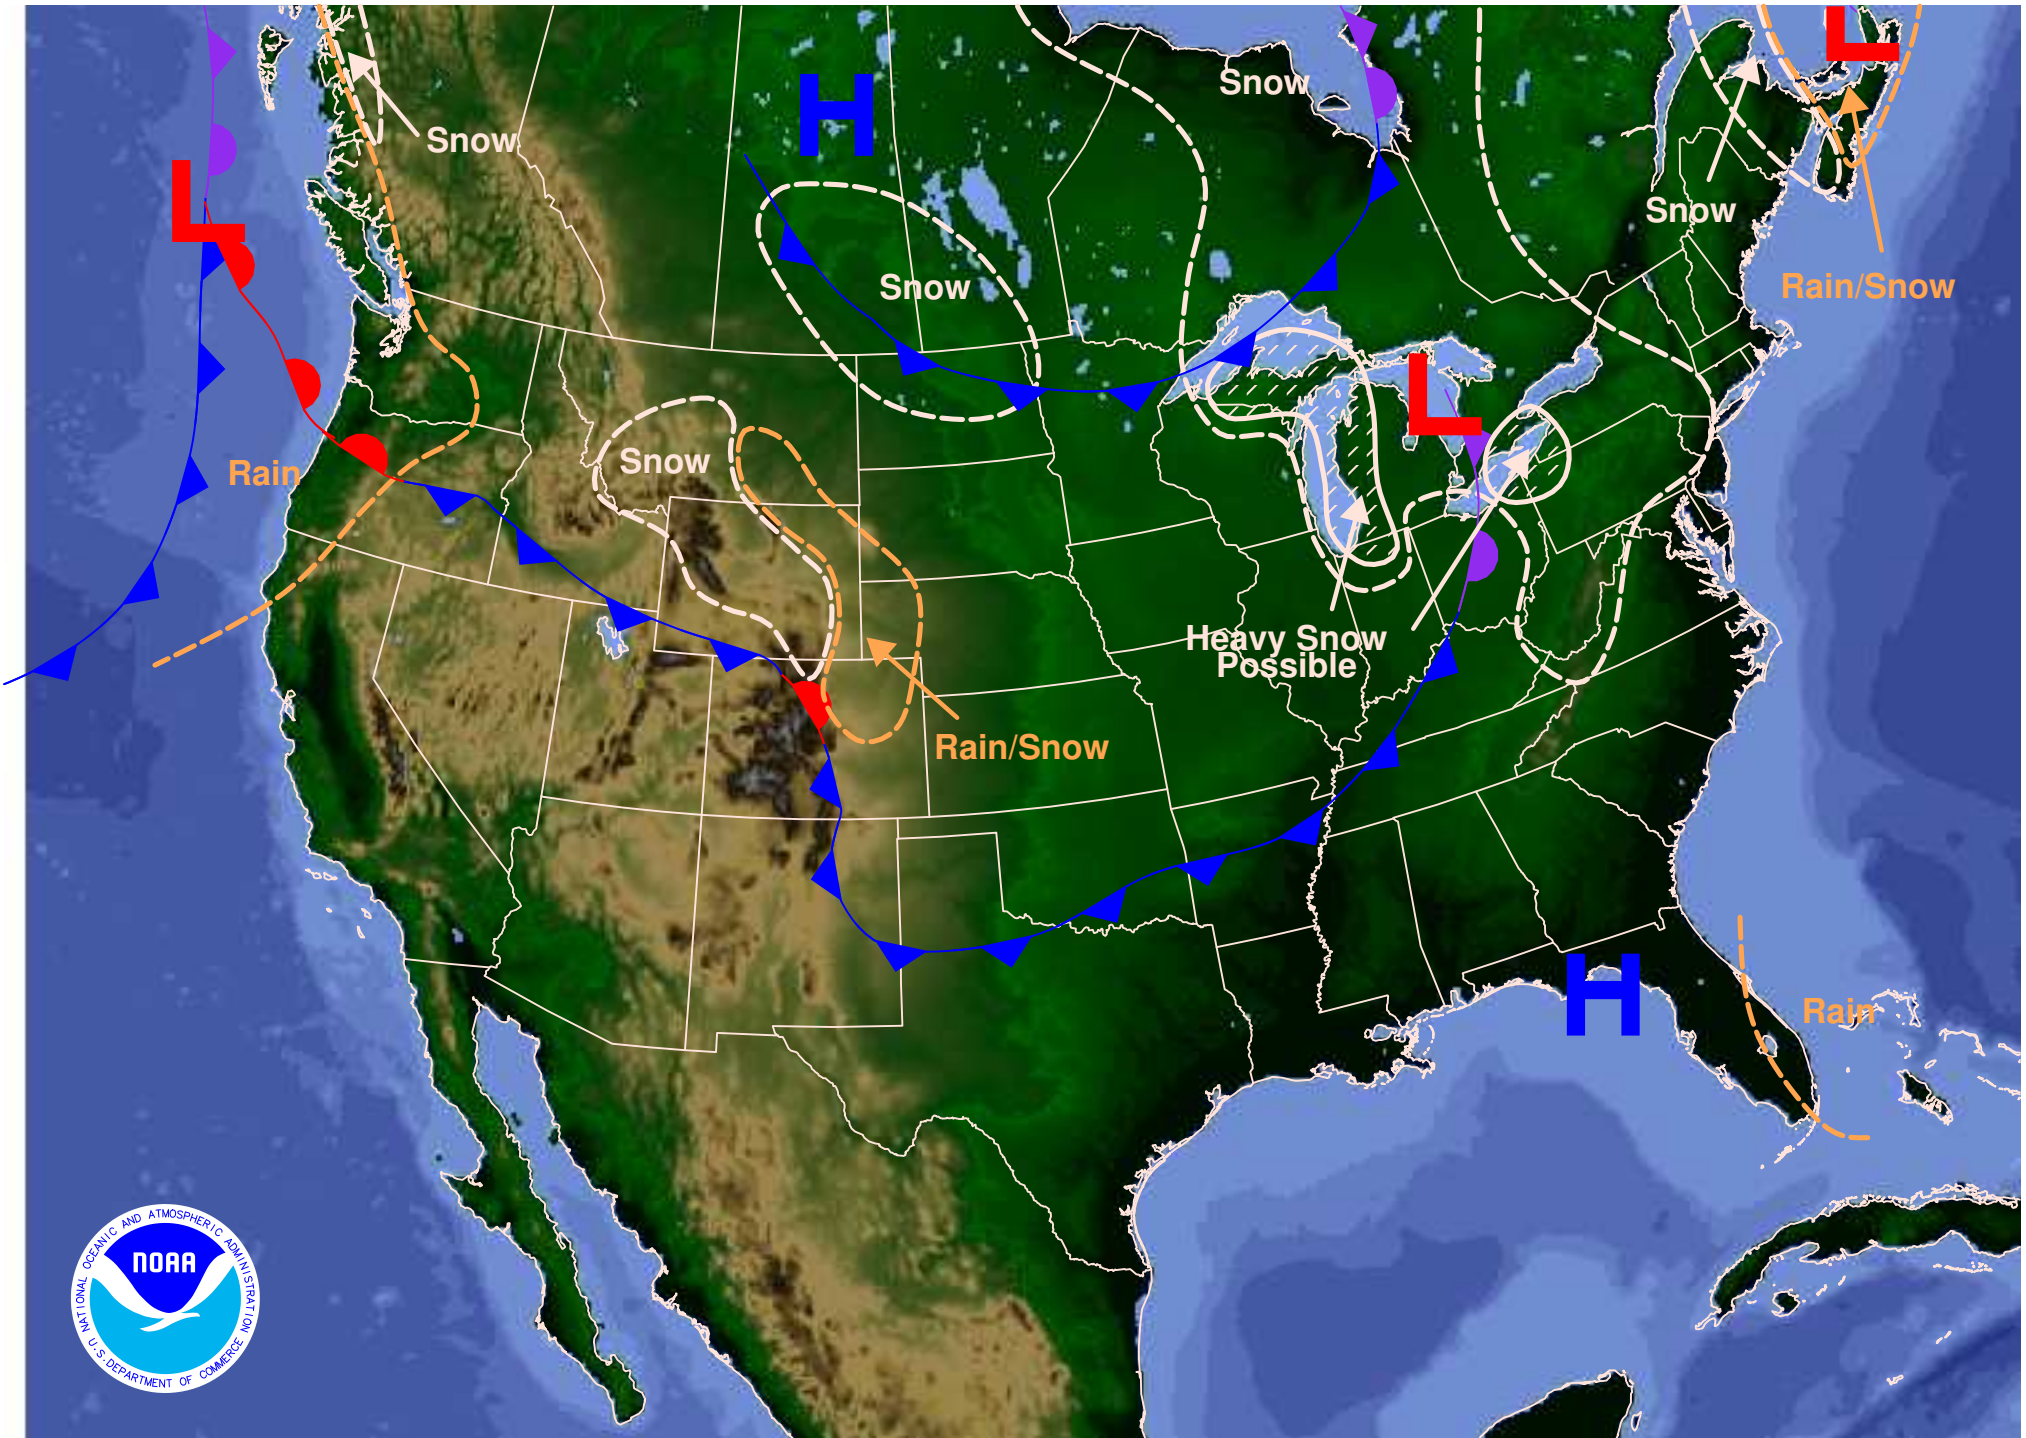 L
Snow
H
Snow
Snow
Rain/Snow
L
Snow
Snow
L
Rain
Snow
Heavy Snow
Possible
Rain/Snow
H
Rain
NATIONAL OCEANIC AND ATMOSPHERIC ADMINISTRATION
NOAA
U.S. DEPARTMENT OF COMMERCE